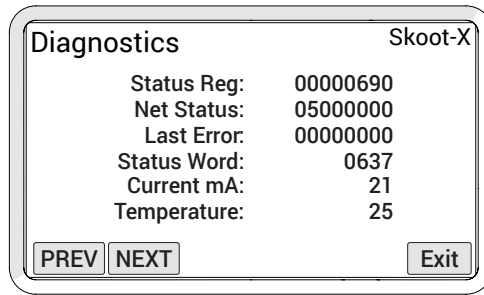 Diagnostics Skoot-X
Status Reg: 00000690
Net Status: 05000000
Last Error: 00000000
Status Word: 0637
Current mA: 21
Temperature: 25
PREV NEXT Exit